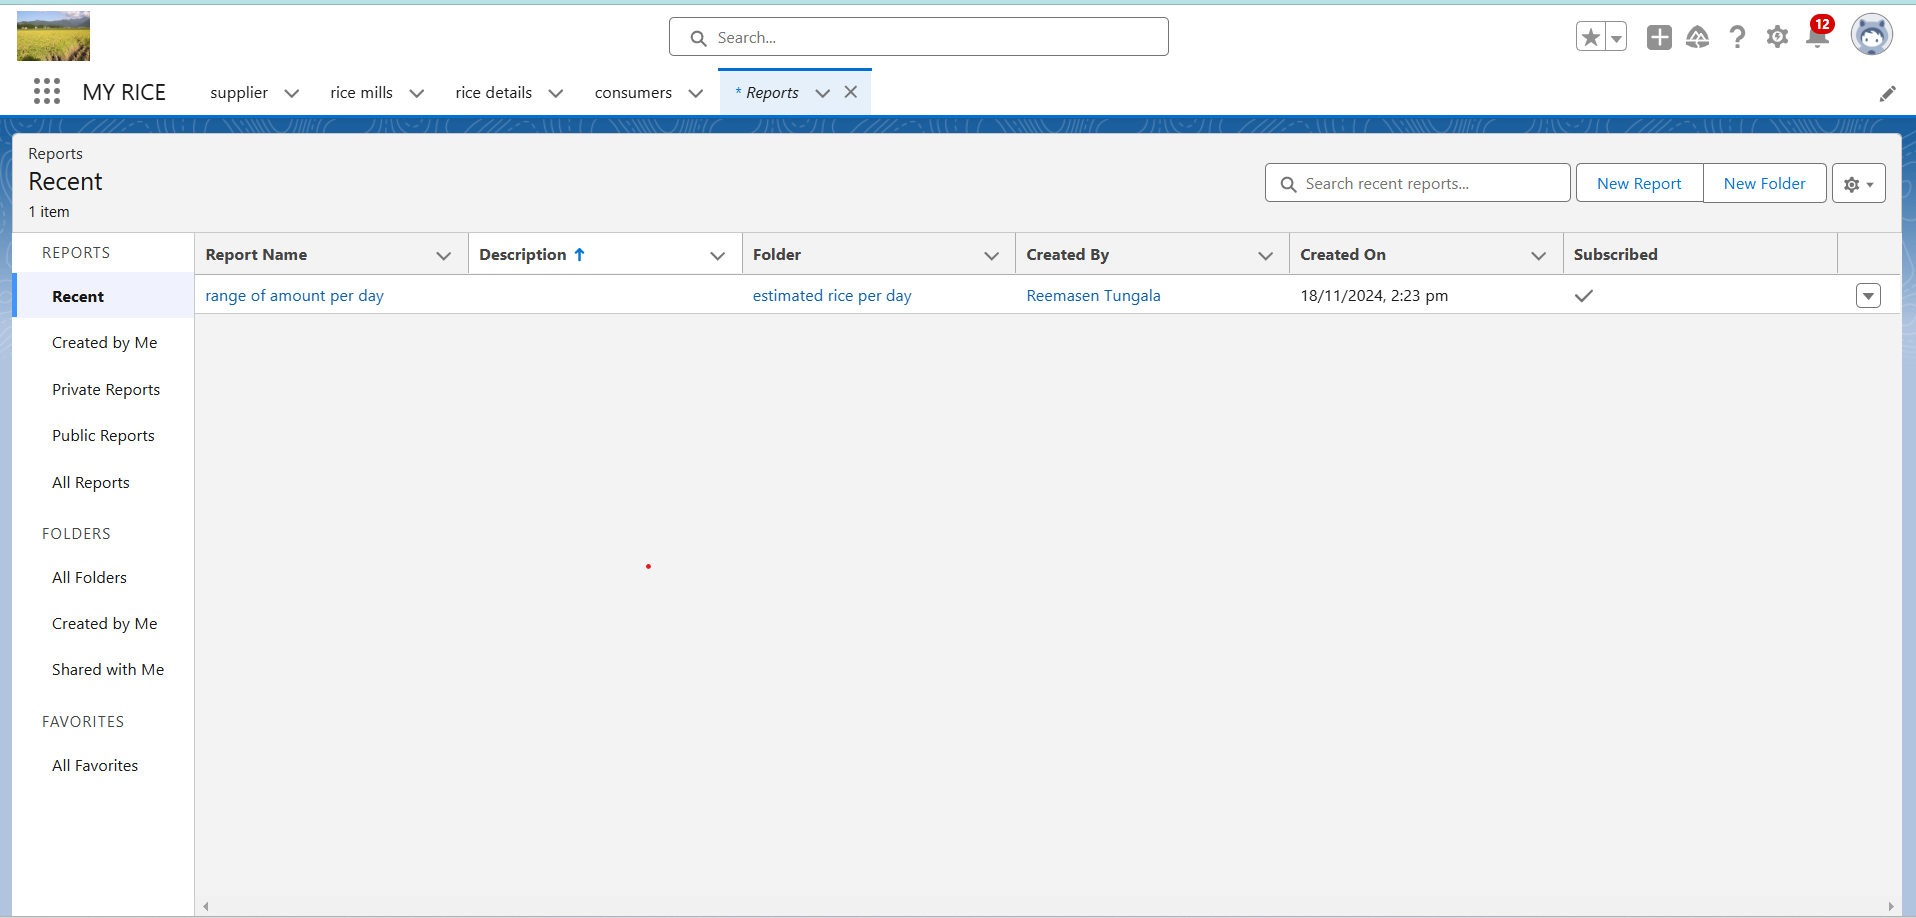 Search...
12
MY RICE
supplier
rice mills
rice details
consumers
* Reports
Reports
Recent
1 item
Search recent reports...
New Report
New Folder
REPORTS
Recent
Created by Me
Private Reports
Public Reports
All Reports
FOLDERS
All Folders
Created by Me
Shared with Me
FAVORITES
All Favorites
Report Name
Description
Folder
Created By
Created On
Subscribed
range of amount per day
estimated rice per day
Reemasen Tungala
18/11/2024, 2:23 pm